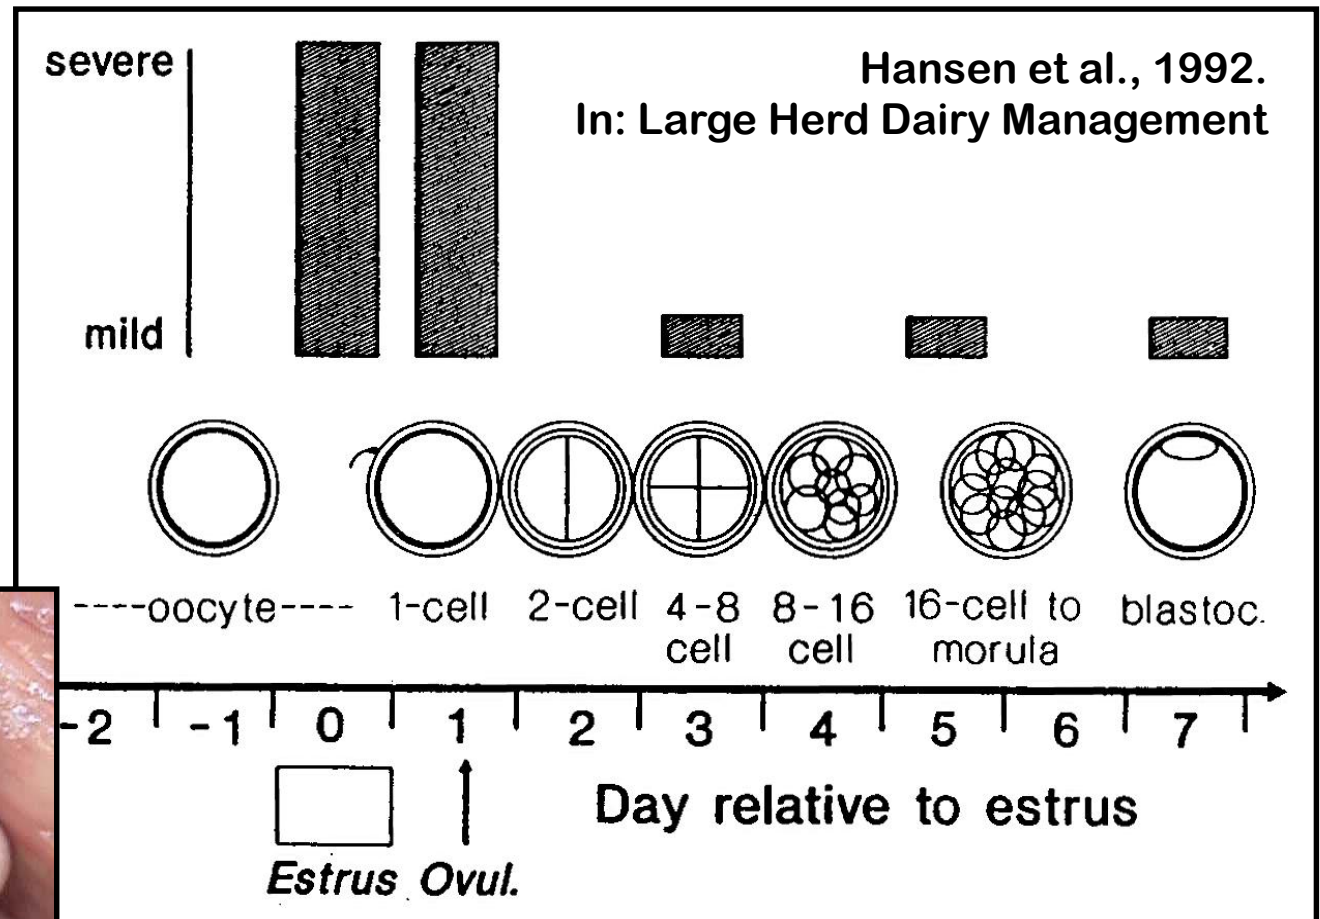 severe
Hansen et al., 1992.
In: Large Herd Dairy Management
mild
----oocyte---- 1-cell 2-cell 4-8 8-16 16-cell to blastoc.
cell cell morula
-2 -1 0 1 2 3 4 5 6 7
Day relative to estrus
Estrus Ovul.